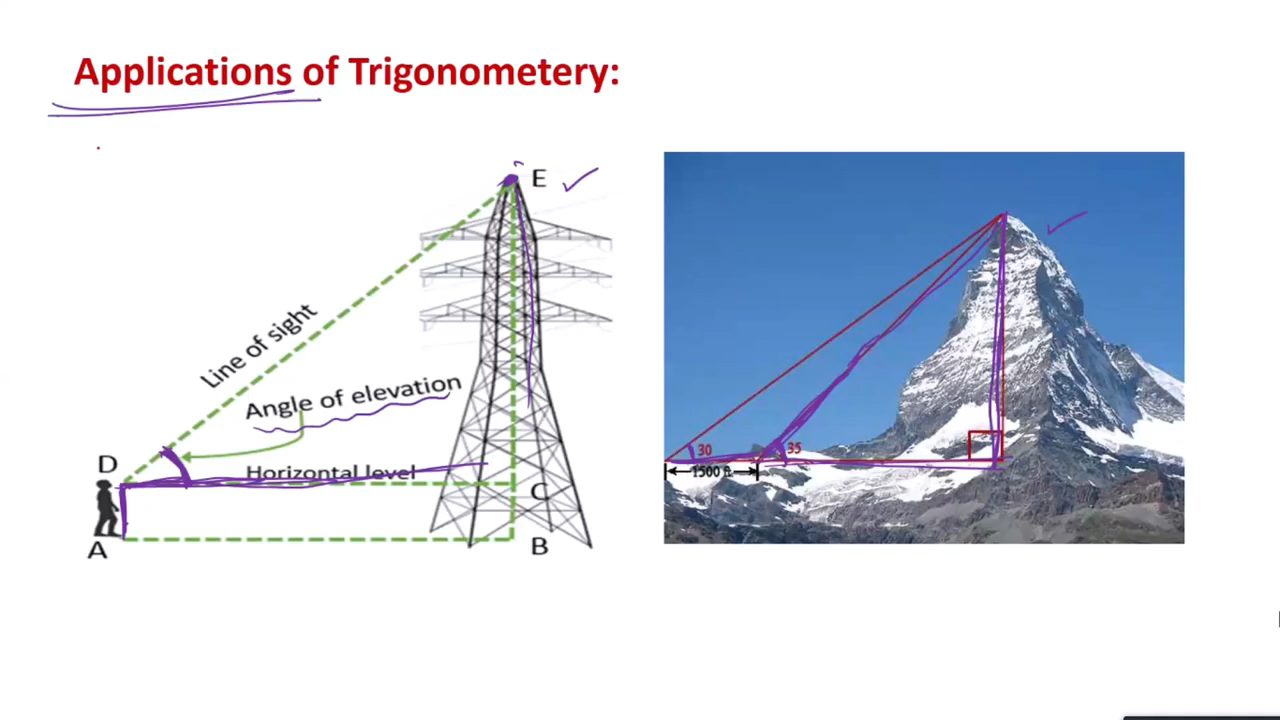 Applications of Trigonometery:
E
Line of sight
Angle of elevation
D
Horizontal level
C
A
B
30
35
1500 ft